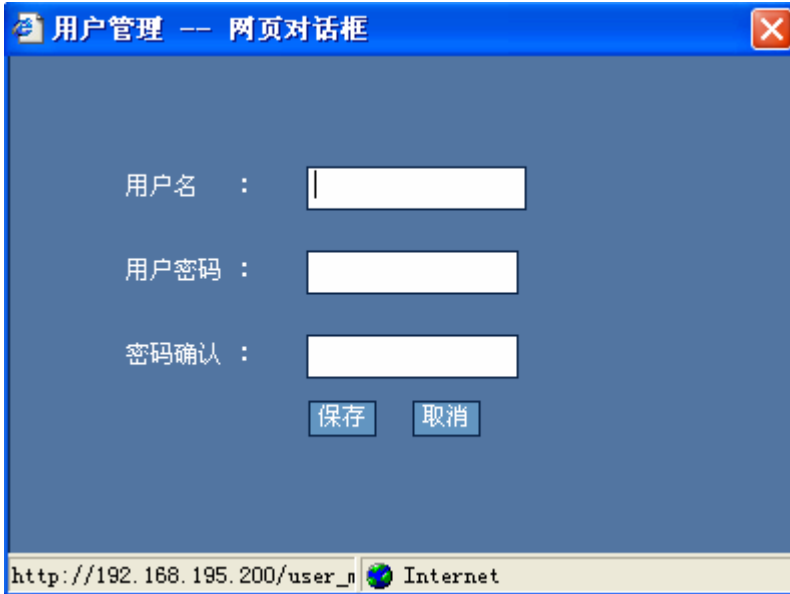 用户管理 -- 网页对话框
用户名 :
用户密码 :
密码确认 :
保存 取消
http://192.168.195.200/user_m Internet